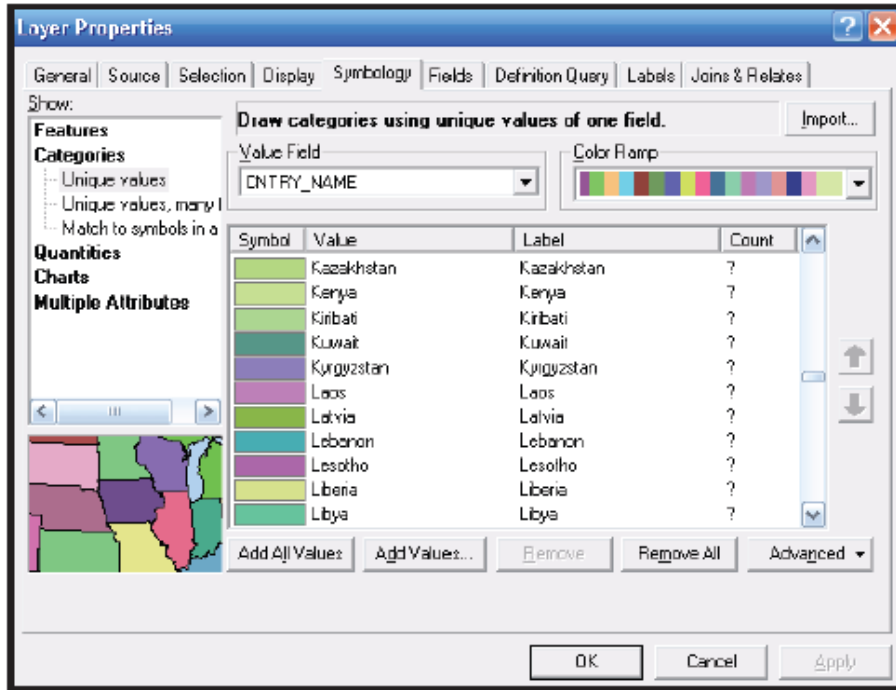 Layer Properties
General Source Selection Display Symbology Fields Definition Query Labels Joins & Relates
Show:
Features
Categories
Unique values
Unique values, many f
Match to symbols in a
Quantities
Charts
Multiple Attributes
Draw categories using unique values of one field.
Import...
Value Field
CNTRY_NAME
Color Ramp
Symbol Value Label Count
Kazakhstan Kazakhstan ?
Kenya Kenya ?
Kiribati Kiribati ?
Kuwait Kuwait ?
Kyrgyzstan Kyrgyzstan ?
Laos Laos ?
Latvia Latvia ?
Lebanon Lebanon ?
Lesotho Lesotho ?
Liberia Liberia ?
Libya Libya ?
Add All Values Add Values... Remove Remove All Advanced
OK Cancel Apply